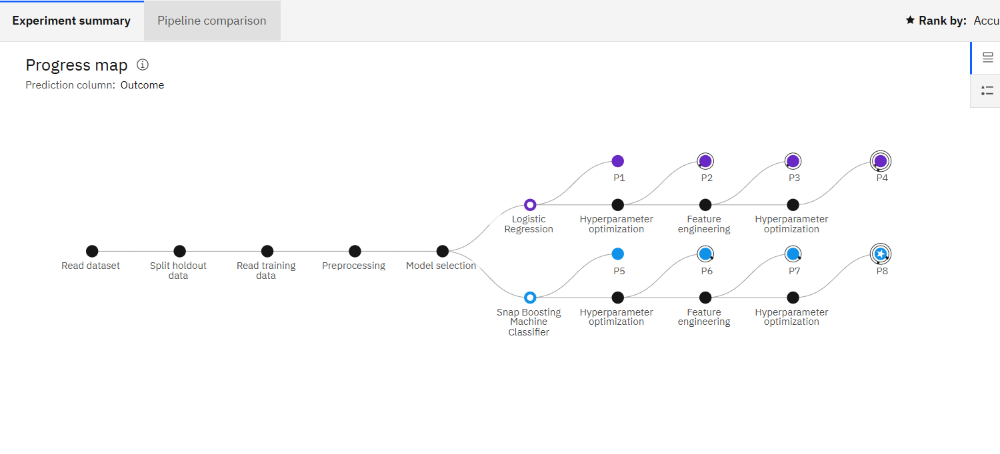 Experiment summary
Pipeline comparison
Rank by: Accu
Progress map
Prediction column: Outcome
P1
P2
P3
P4
Logistic
Regression
Hyperparameter
optimization
Feature
engineering
Hyperparameter
optimization
Read dataset
Split holdout
data
Read training
data
Preprocessing
Model selection
P5
P6
P7
P8
Snap Boosting
Machine
Classifier
Hyperparameter
optimization
Feature
engineering
Hyperparameter
optimization